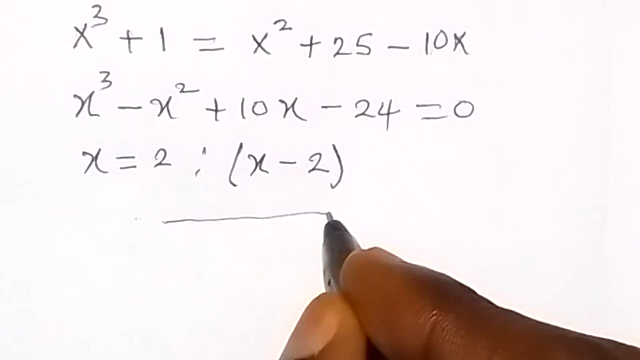 x³ + 1 = x² + 25 - 10x
x³ - x² + 10x - 24 = 0
x = 2 : (x - 2)